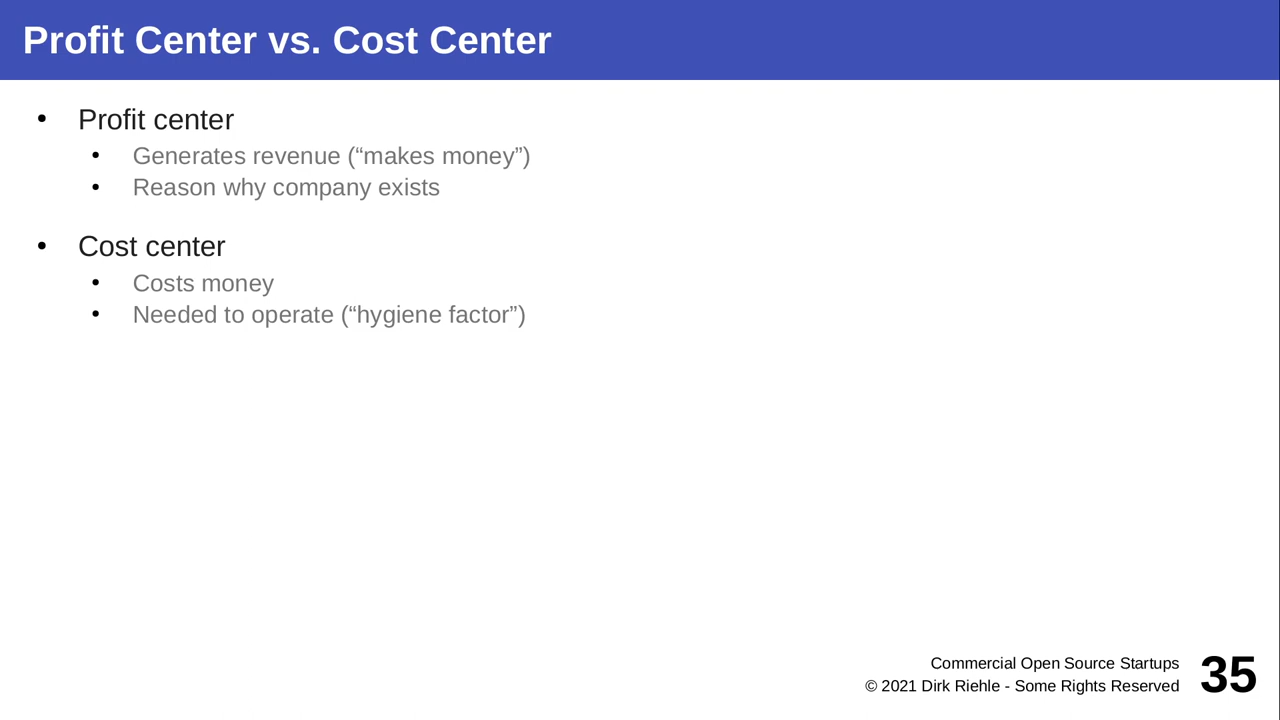 Profit Center vs. Cost Center
• Profit center
• Generates revenue (“makes money”)
• Reason why company exists
• Cost center
• Costs money
• Needed to operate (“hygiene factor”)
Commercial Open Source Startups
© 2021 Dirk Riehle - Some Rights Reserved
35